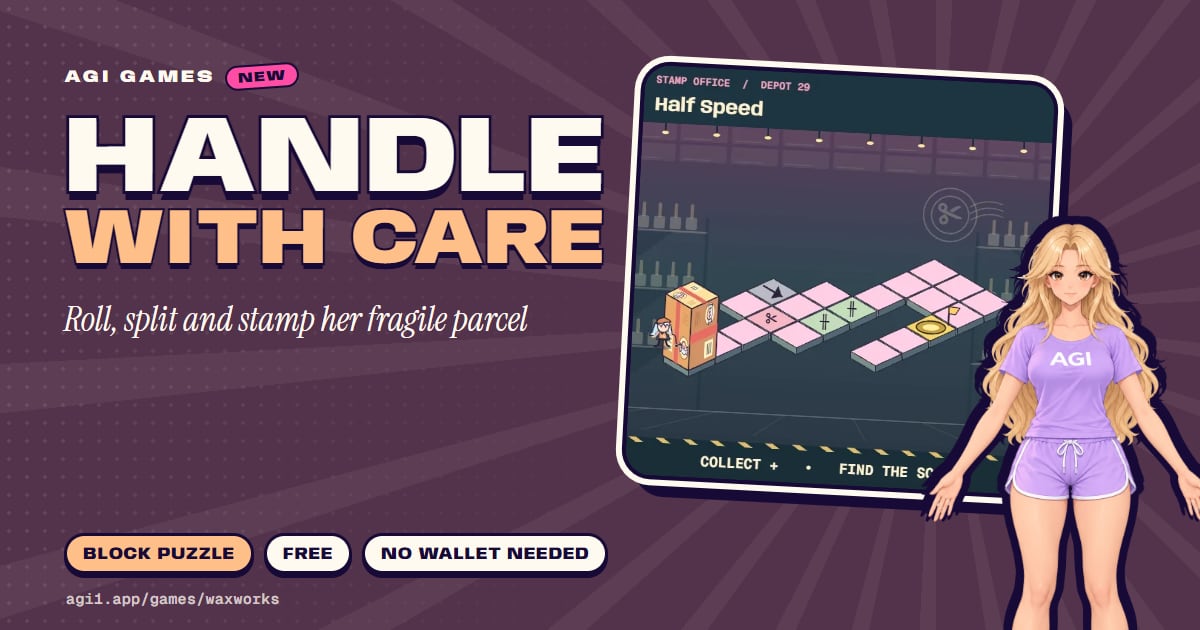 AGI GAMES NEW
HANDLE
WITH CARE
Roll, split and stamp her fragile parcel
STAMP OFFICE / DEPOT 29
Half Speed
COLLECT + • FIND THE
AGI
BLOCK PUZZLE
FREE
NO WALLET NEEDED
agi1.app/games/waxworks